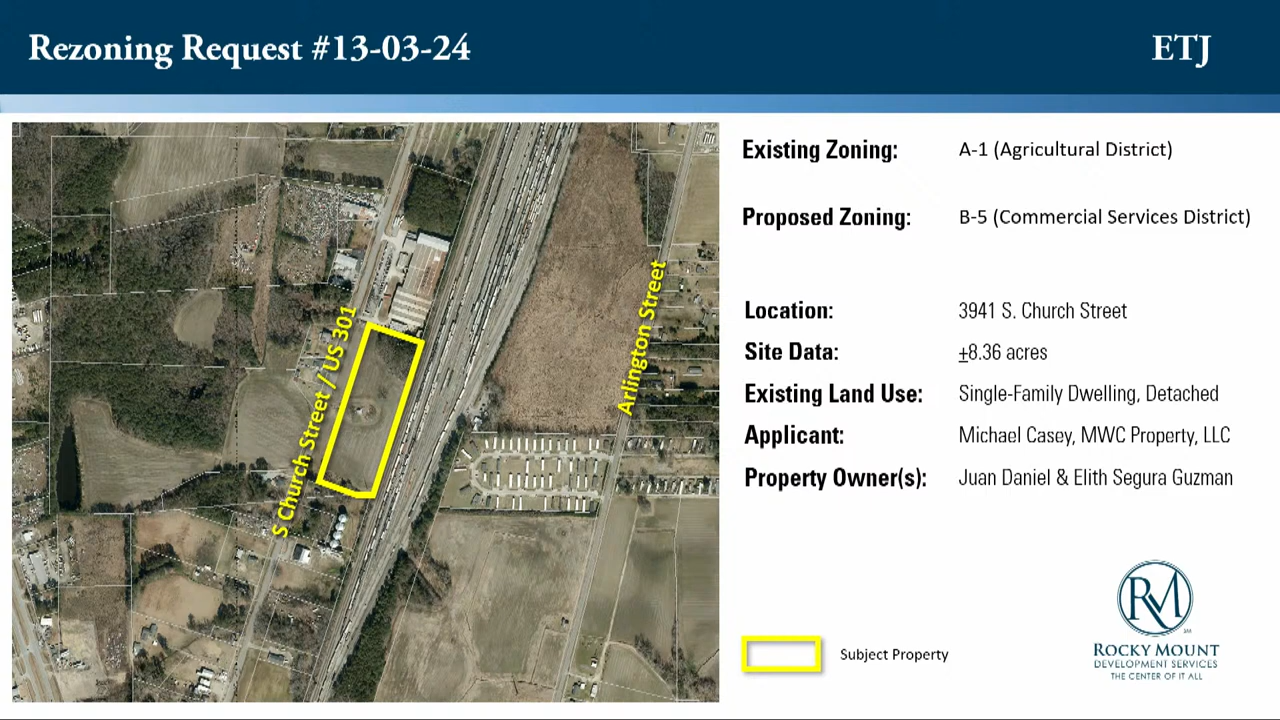 Rezoning Request #13-03-24
ETJ
S Church Street / US 301
Arlington Street
Existing Zoning: A-1 (Agricultural District)
Proposed Zoning: B-5 (Commercial Services District)
Location: 3941 S. Church Street
Site Data: ±8.36 acres
Existing Land Use: Single-Family Dwelling, Detached
Applicant: Michael Casey, MWC Property, LLC
Property Owner(s): Juan Daniel & Elith Segura Guzman
Subject Property
RM
SM
ROCKY MOUNT
DEVELOPMENT SERVICES
THE CENTER OF IT ALL